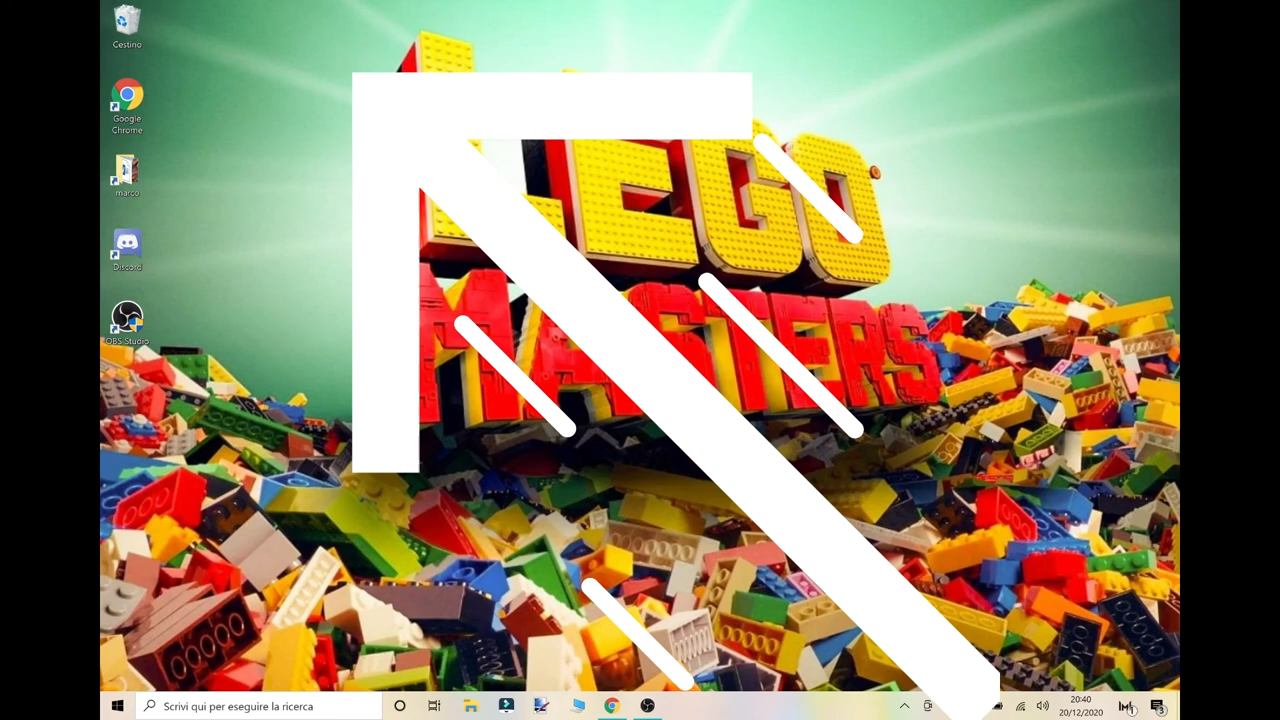 Cestino
Google
Chrome
marco
Discord
OBS Studio
LEGO
MASTERS
Scrivi qui per eseguire la ricerca
20:40
20/12/2020